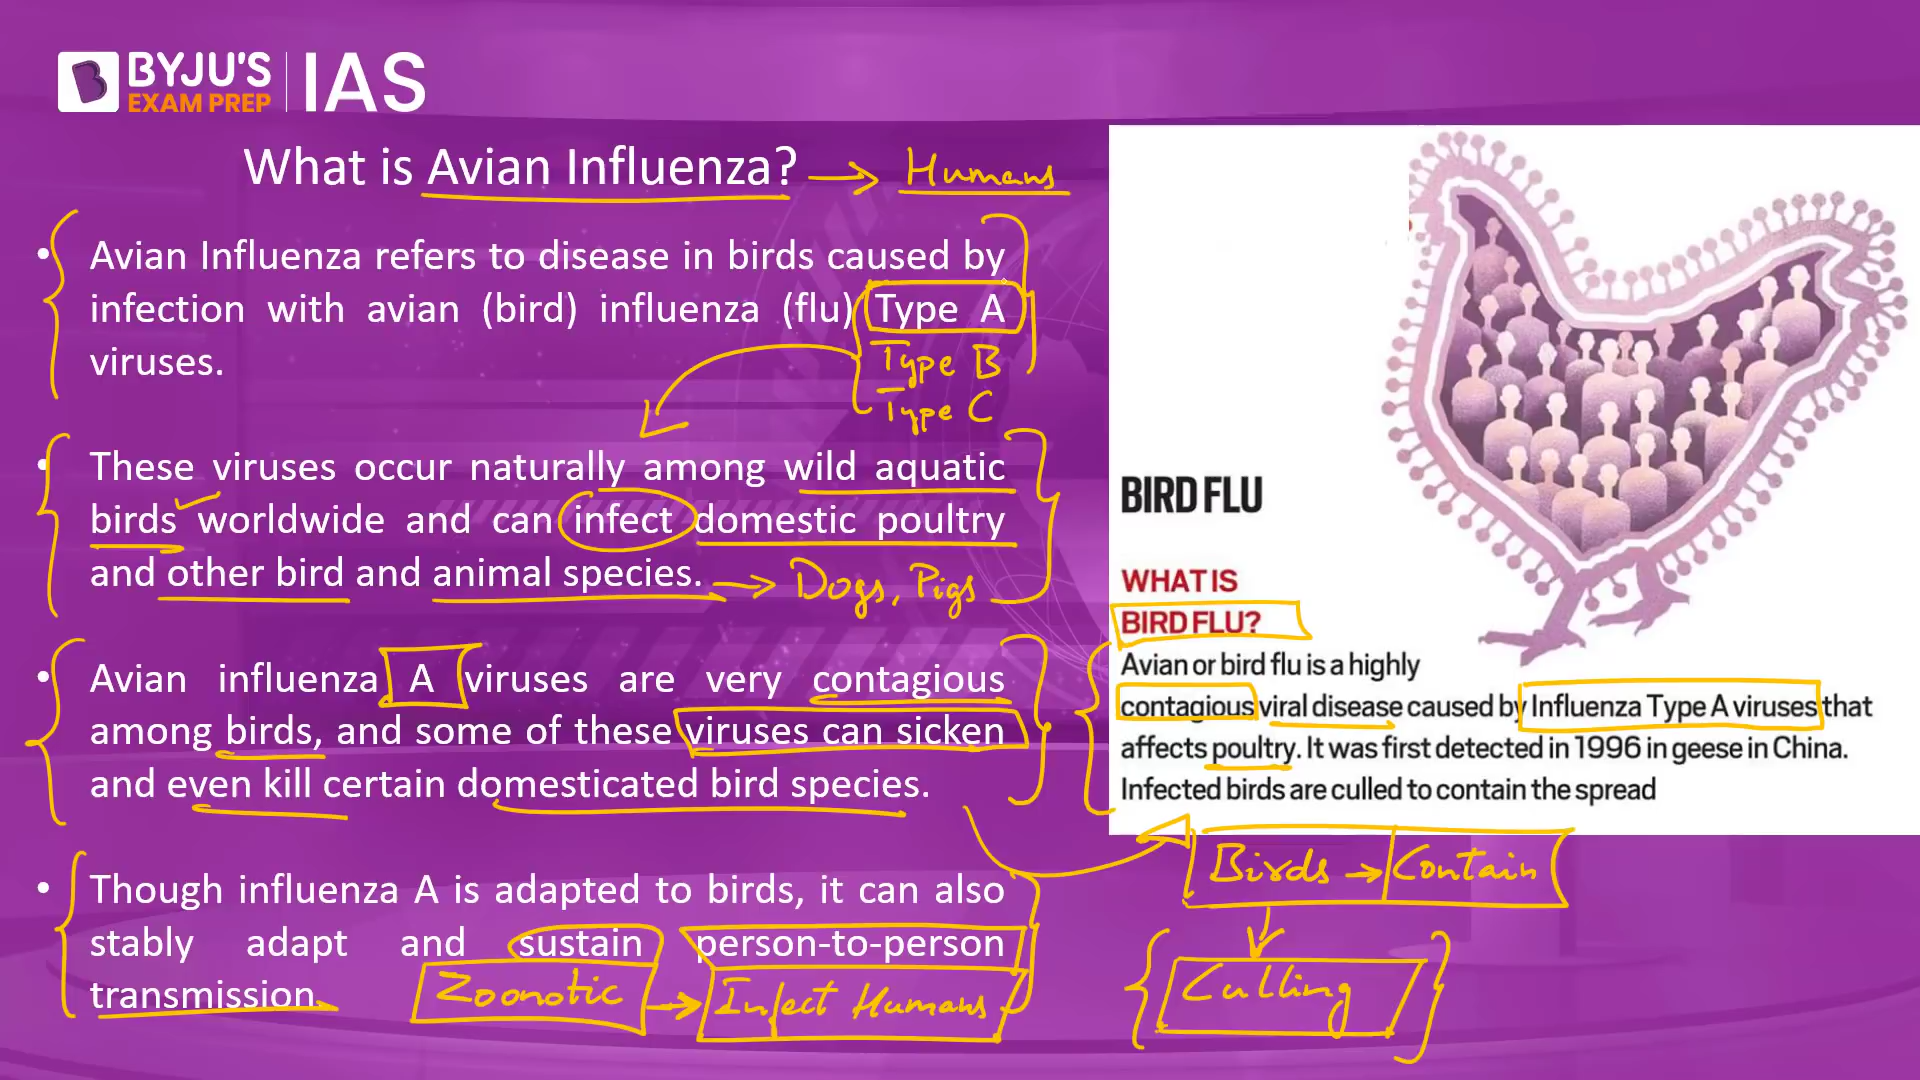 BYJU'S
EXAM PREP
IAS
What is Avian Influenza?
Humans
• Avian Influenza refers to disease in birds caused by
infection with avian (bird) influenza (flu) Type A
viruses.
Type B
Type C
• These viruses occur naturally among wild aquatic
birds worldwide and can infect domestic poultry
and other bird and animal species.
Dogs, Pigs
• Avian influenza A viruses are very contagious
among birds, and some of these viruses can sicken
and even kill certain domesticated bird species.
• Though influenza A is adapted to birds, it can also
stably adapt and sustain person-to-person
transmission.
Zoonotic → Infect Humans
BIRD FLU
WHAT IS
BIRD FLU?
Avian or bird flu is a highly
contagious viral disease caused by Influenza Type A viruses that
affects poultry. It was first detected in 1996 in geese in China.
Infected birds are culled to contain the spread
Birds → Contain
Culling